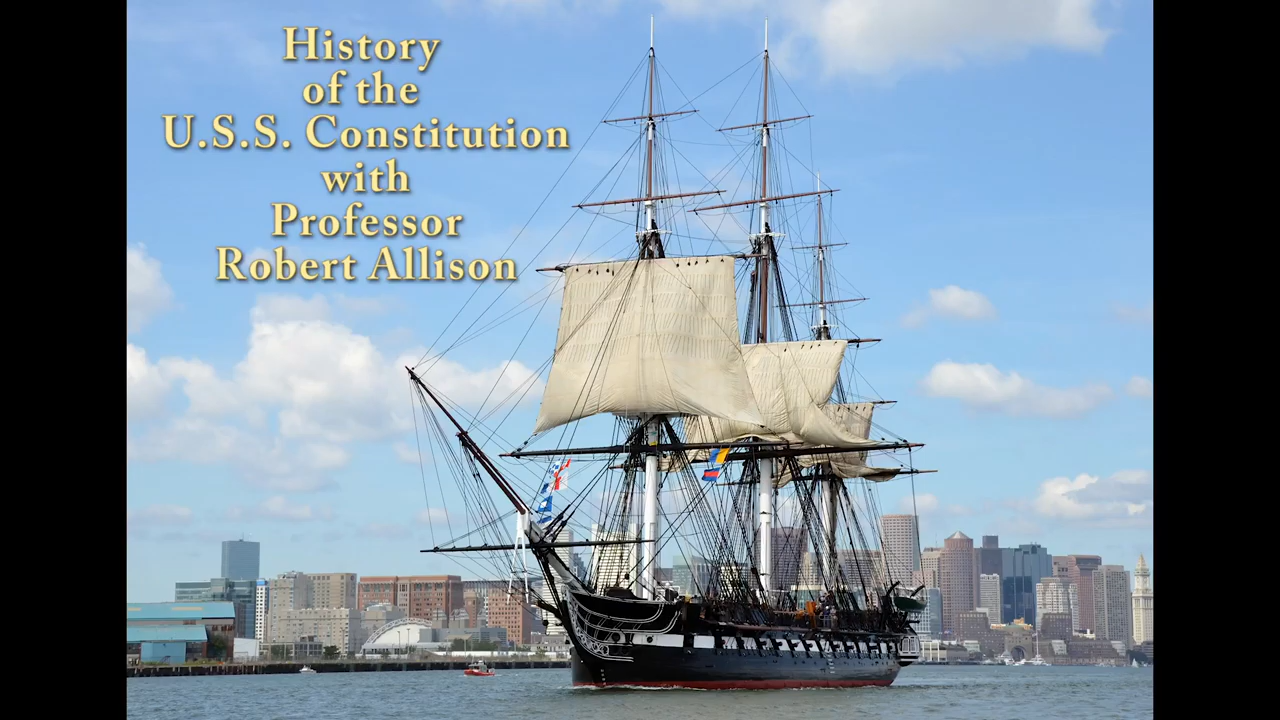 History
of the
U.S.S. Constitution
with
Professor
Robert Allison